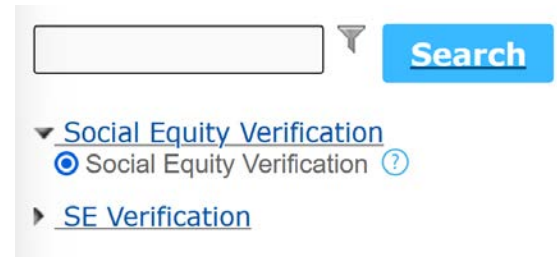 Search
Social Equity Verification
Social Equity Verification ?
SE Verification